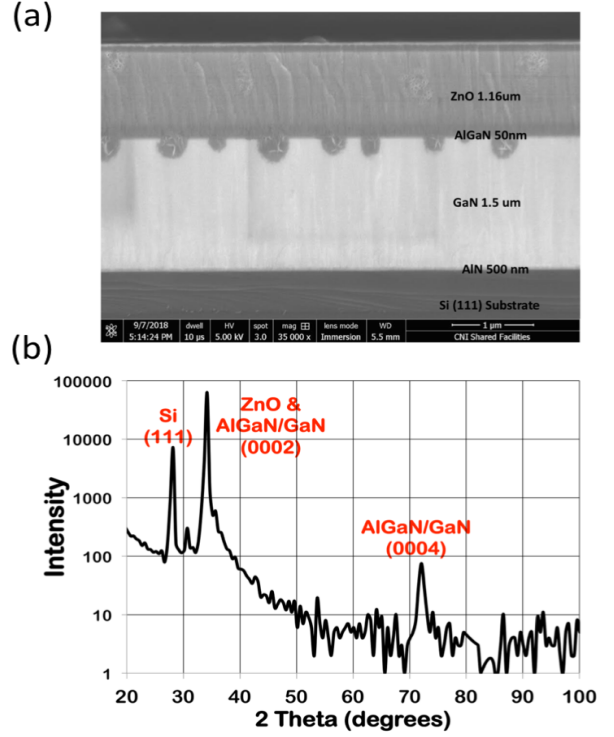 (a)
ZnO 1.16um
AlGaN 50nm
GaN 1.5 um
AlN 500 nm
Si (111) Substrate
9/7/2018 dwell HV spot mag lens mode WD 1 µm
5:14:24 PM 10 µs 5.00 kV 3.0 35 000 x Immersion 5.5 mm CNI Shared Facilities
(b)
100000
10000
1000
100
10
1
Intensity
Si
(111)
ZnO &
AlGaN/GaN
(0002)
AlGaN/GaN
(0004)
20 30 40 50 60 70 80 90 100
2 Theta (degrees)